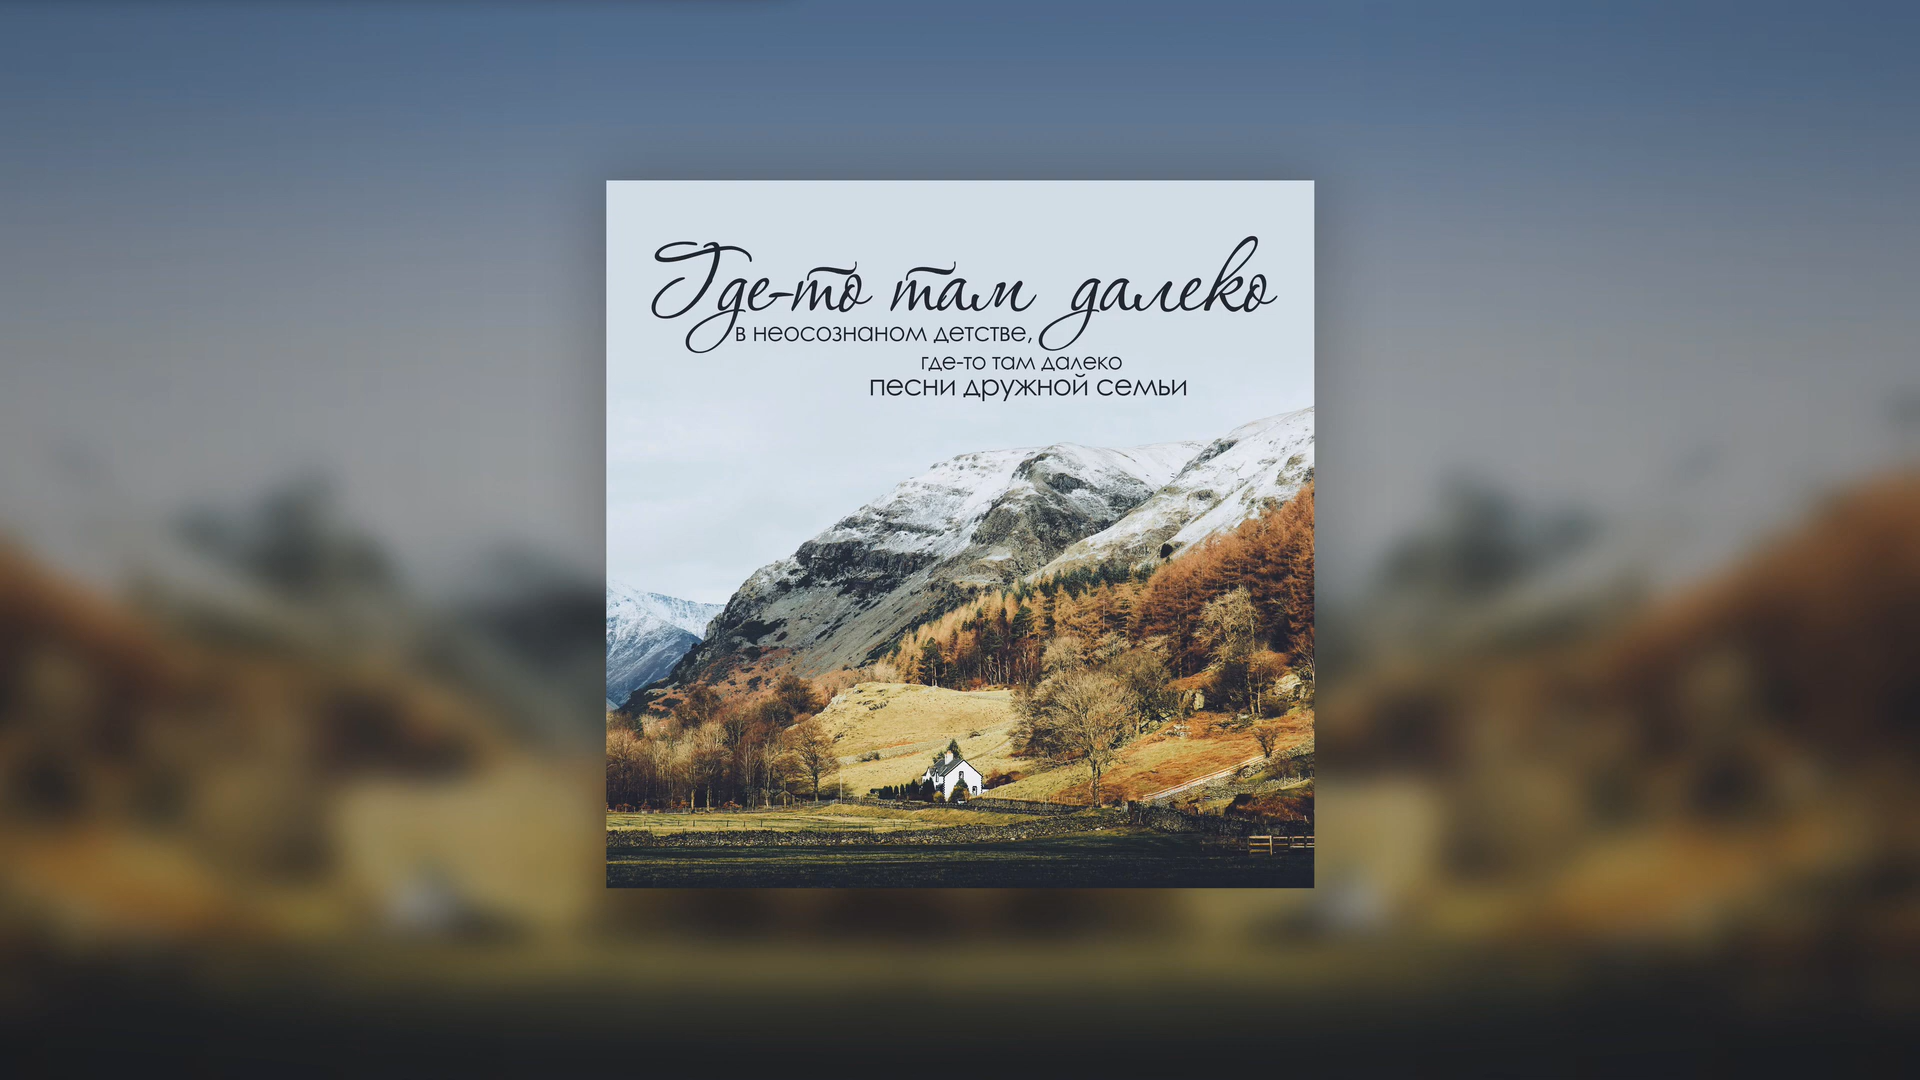 Где-то там далеко
в неосознаном детстве,
где-то там далеко
песни дружной семьи